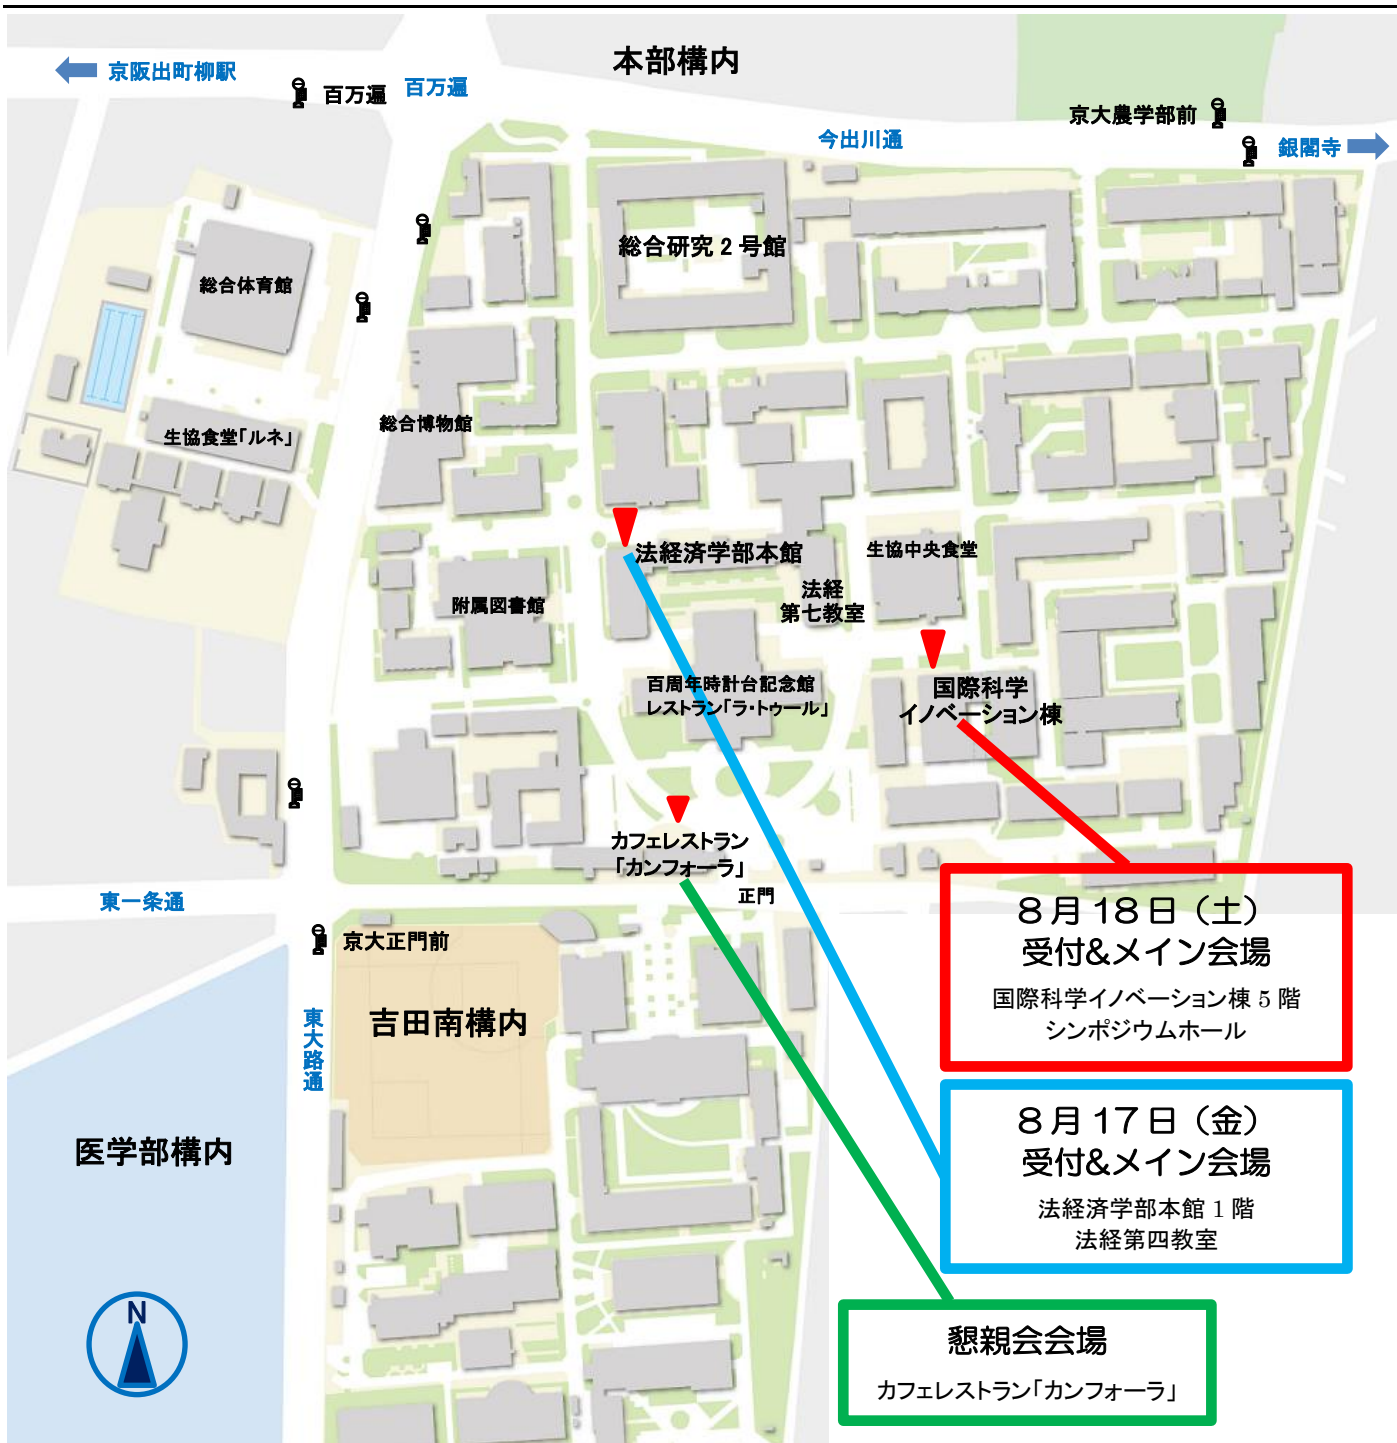 本部構内
京阪出町柳駅
百万遍
百万遍
京大農学部前
今出川通
銀閣寺
総合研究2号館
総合体育館
総合博物館
生協食堂「ルネ」
法経済学部本館
生協中央食堂
法経
第七教室
附属図書館
百周年時計台記念館
レストラン「ラ・トゥール」
国際科学
イノベーション棟
カフェレストラン
「カンフォーラ」
正門
東一条通
京大正門前
吉田南構内
東大路通
医学部構内
N
8月18日（土）
受付&メイン会場
国際科学イノベーション棟5階
シンポジウムホール
8月17日（金）
受付&メイン会場
法経済学部本館1階
法経第四教室
懇親会会場
カフェレストラン「カンフォーラ」